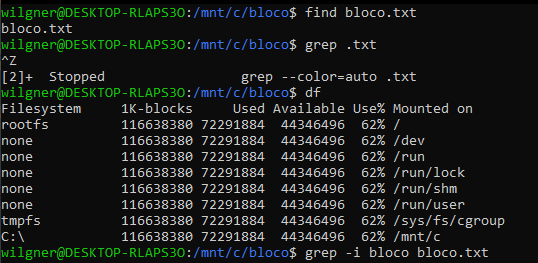 wilgner@DESKTOP-RLAPS3O:/mnt/c/bloco$ find bloco.txt
bloco.txt
wilgner@DESKTOP-RLAPS3O:/mnt/c/bloco$ grep .txt
^Z
[2]+  Stopped                 grep --color=auto .txt
wilgner@DESKTOP-RLAPS3O:/mnt/c/bloco$ df
Filesystem     1K-blocks     Used Available Use% Mounted on
rootfs         116638380 72291884  44346496  62% /
none           116638380 72291884  44346496  62% /dev
none           116638380 72291884  44346496  62% /run
none           116638380 72291884  44346496  62% /run/lock
none           116638380 72291884  44346496  62% /run/shm
none           116638380 72291884  44346496  62% /run/user
tmpfs          116638380 72291884  44346496  62% /sys/fs/cgroup
C:\            116638380 72291884  44346496  62% /mnt/c
wilgner@DESKTOP-RLAPS3O:/mnt/c/bloco$ grep -i bloco bloco.txt